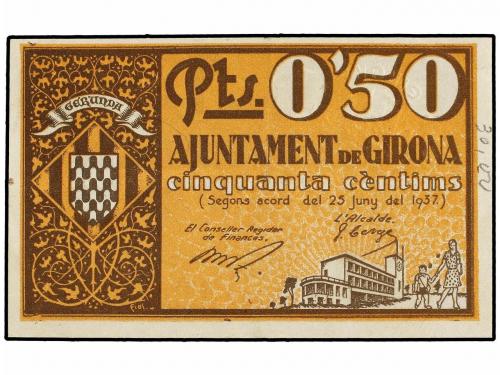 GERUNDA
Pts. 0'50
AJUNTAMENT DE GIRONA
cinquanta cèntims
(Segons acord del 25 juny del 1937)
El Conseller Regidor
de Finances,
L'Alcalde,
Fiol.